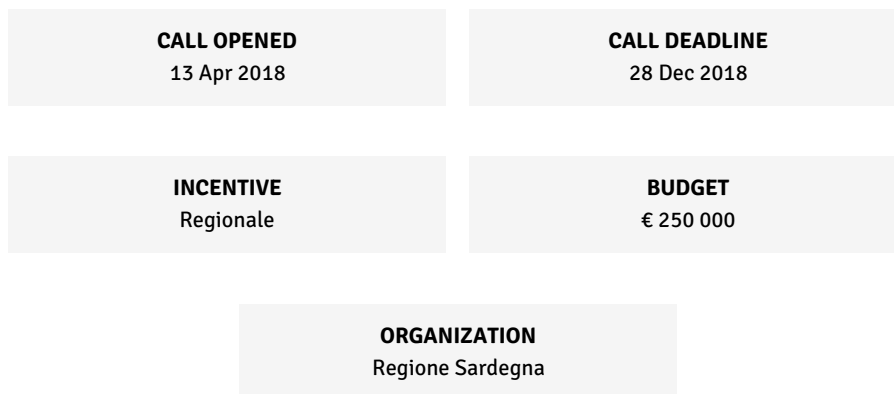 CALL OPENED
13 Apr 2018
CALL DEADLINE
28 Dec 2018
INCENTIVE
Regionale
BUDGET
€ 250 000
ORGANIZATION
Regione Sardegna